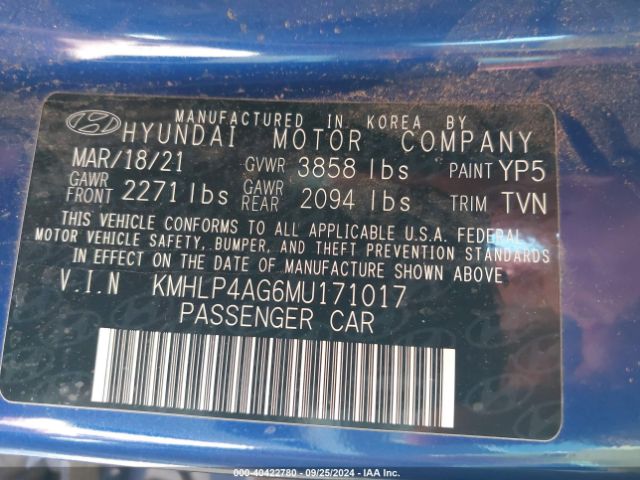 MANUFACTURED IN KOREA BY
HYUNDAI MOTOR COMPANY
MAR/18/21 GVWR 3858 lbs PAINT YP5
GAWR FRONT 2271 lbs GAWR REAR 2094 lbs TRIM TVN
THIS VEHICLE CONFORMS TO ALL APPLICABLE U.S.A. FEDERAL
MOTOR VEHICLE SAFETY, BUMPER, AND THEFT PREVENTION STANDARDS
IN EFFECT ON THE DATE OF MANUFACTURE SHOWN ABOVE.
V.I.N KMHLP4AG6MU171017
PASSENGER CAR
000-40422780 - 09/25/2024 - IAA Inc.